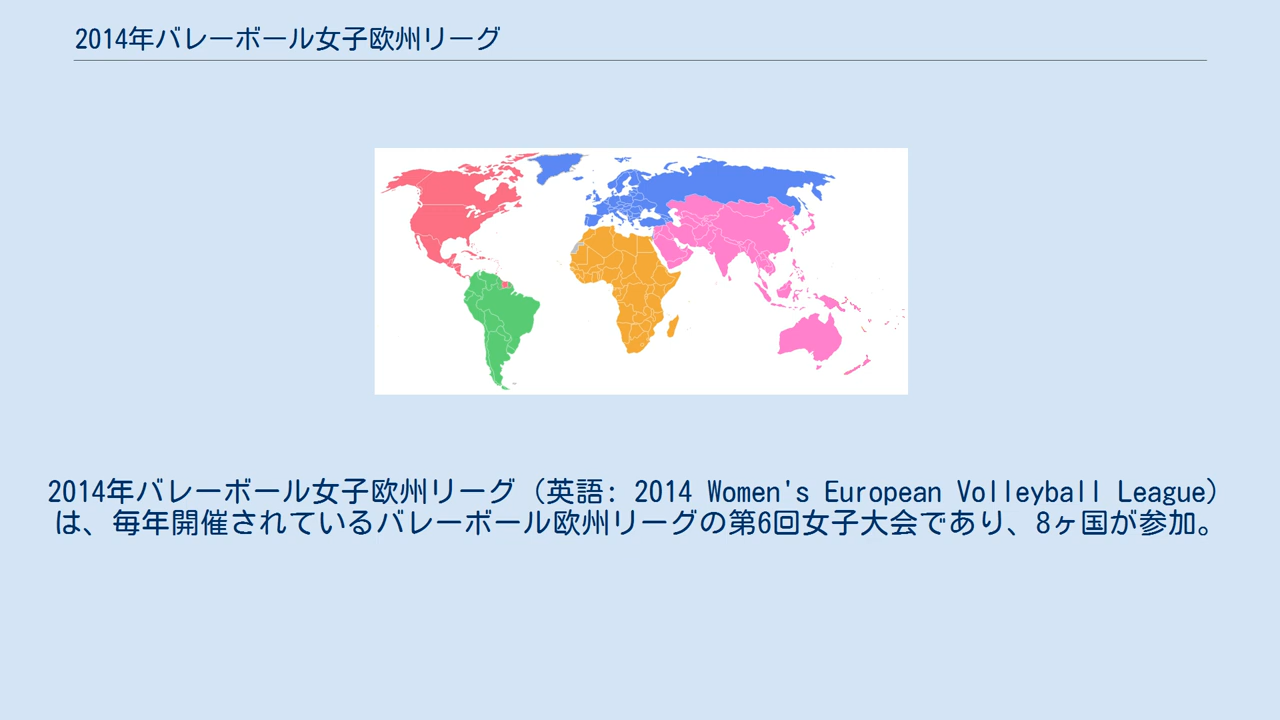 2014年バレーボール女子欧州リーグ
2014年バレーボール女子欧州リーグ（英語: 2014 Women's European Volleyball League）
は、毎年開催されているバレーボール欧州リーグの第6回女子大会であり、8ヶ国が参加。